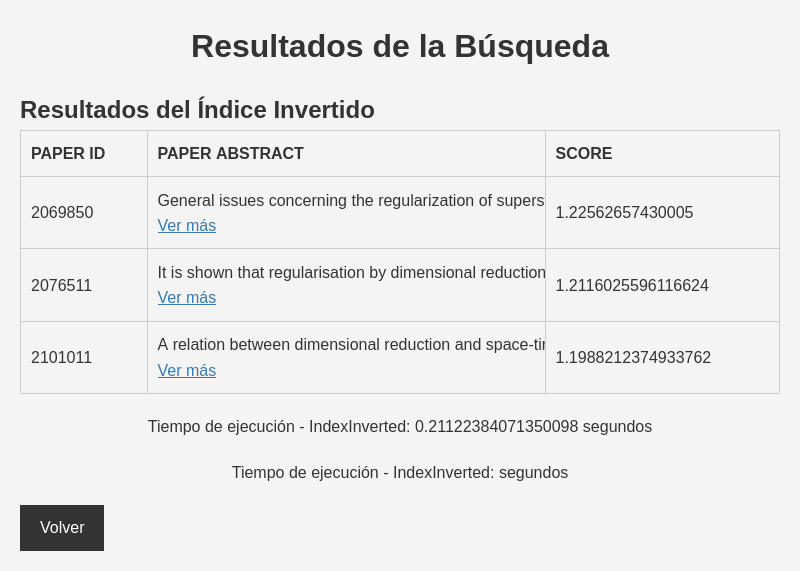 Resultados de la Búsqueda
Resultados del Índice Invertido
PAPER ID PAPER ABSTRACT SCORE
2069850 General issues concerning the regularization of supers 1.22562657430005
Ver más
2076511 It is shown that regularisation by dimensional reduction 1.2116025596116624
Ver más
2101011 A relation between dimensional reduction and space-ti 1.1988212374933762
Ver más
Tiempo de ejecución - IndexInverted: 0.21122384071350098 segundos
Tiempo de ejecución - IndexInverted: segundos
Volver